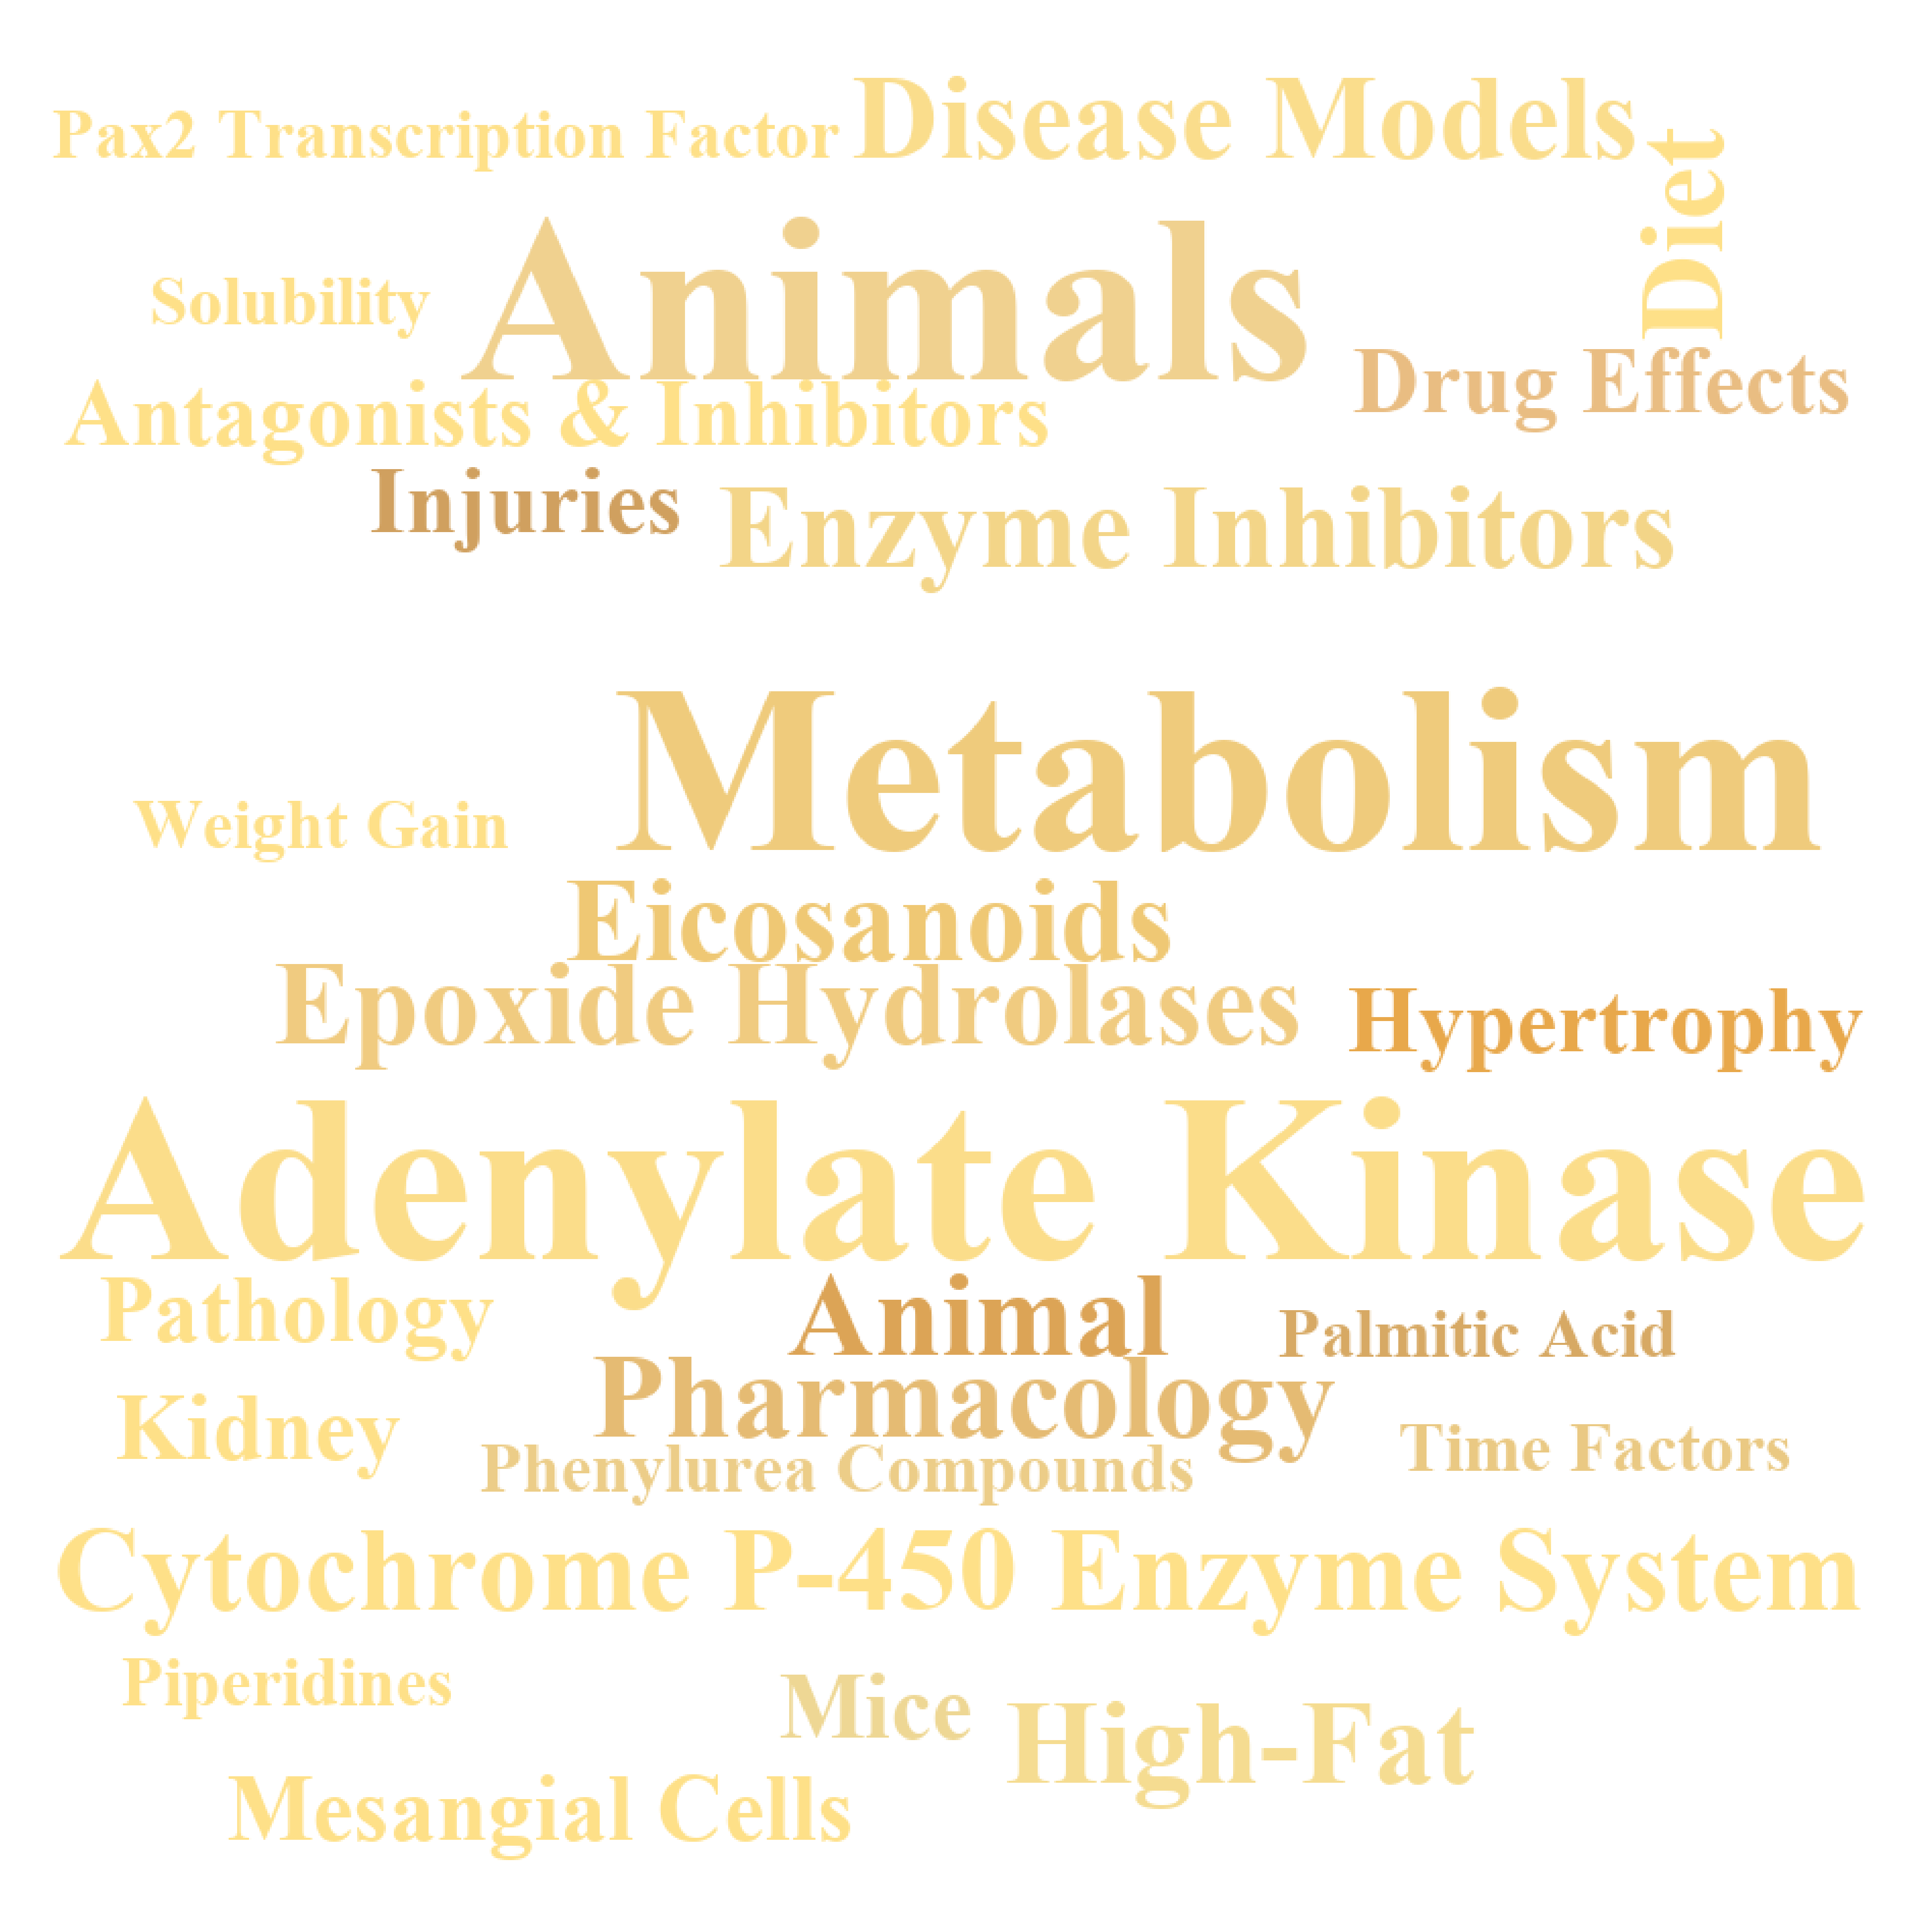 Pax2 Transcription Factor
Disease Models
Diet
Animals
Solubility
Drug Effects
Antagonists & Inhibitors
Injuries
Enzyme Inhibitors
Metabolism
Weight Gain
Eicosanoids
Epoxide Hydrolases
Hypertrophy
Adenylate Kinase
Pathology
Animal
Palmitic Acid
Pharmacology
Kidney
Time Factors
Phenylurea Compounds
Cytochrome P-450 Enzyme System
Piperidines
Mice
High-Fat
Mesangial Cells